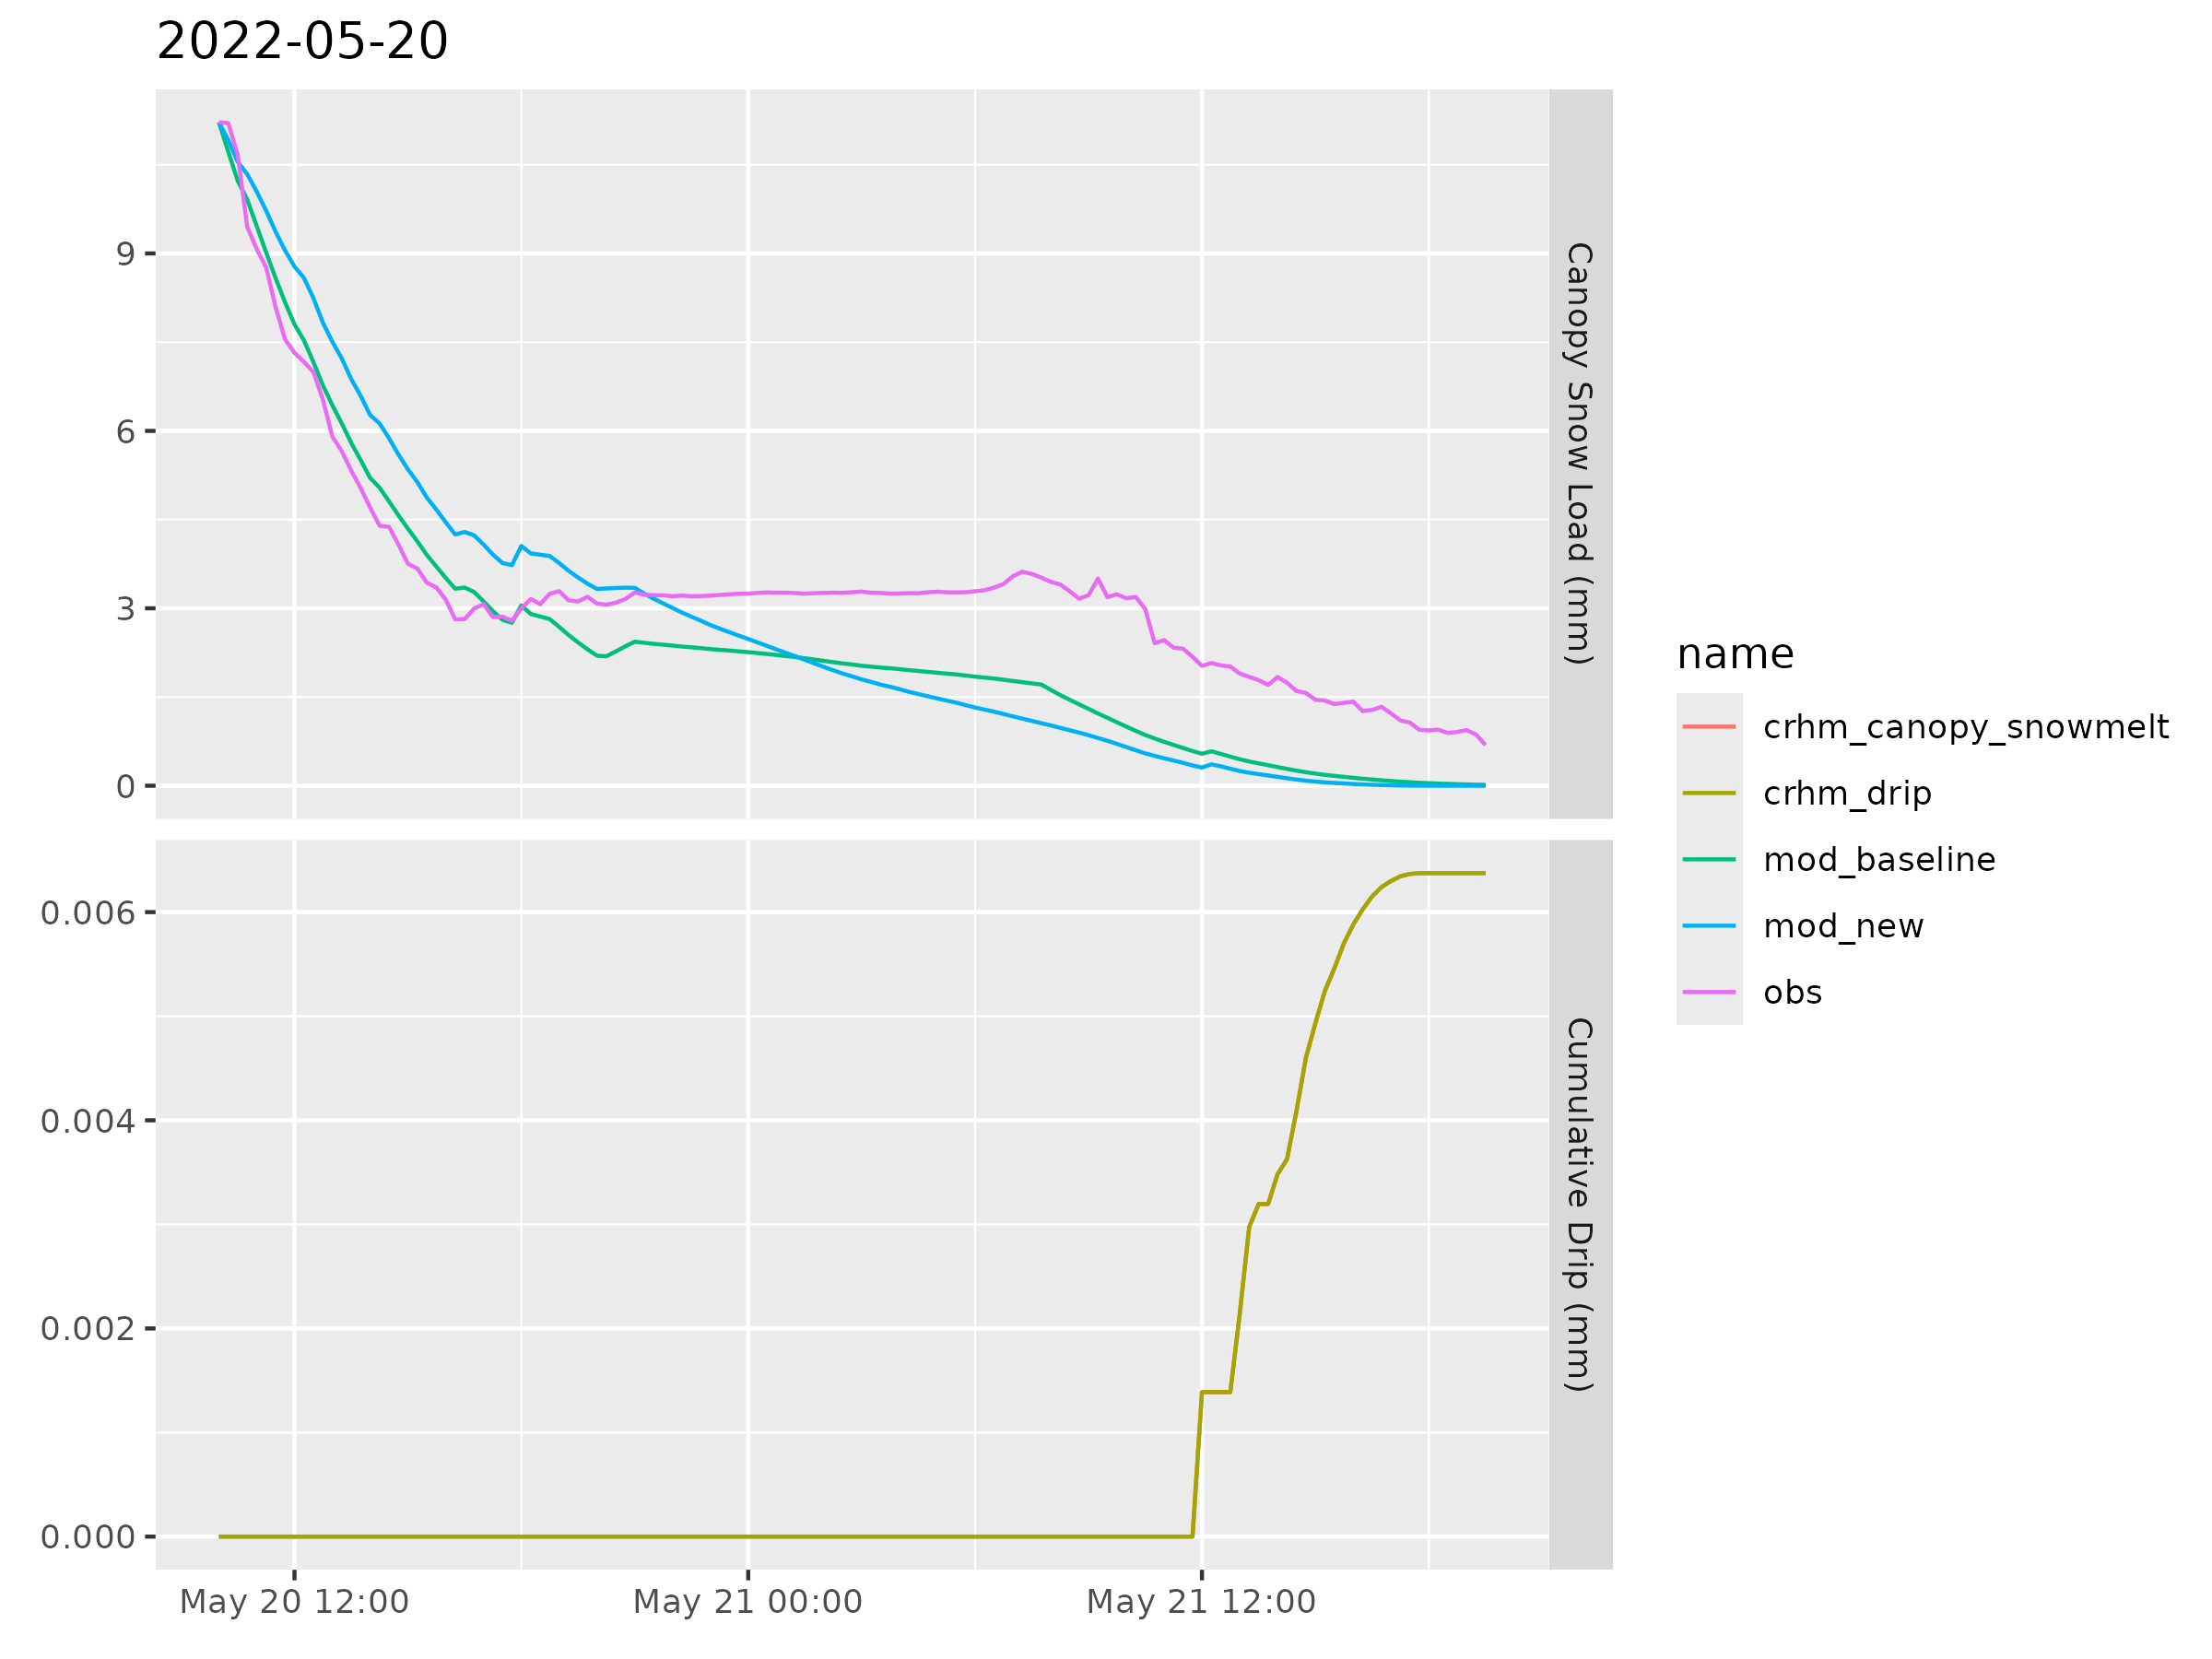 2022-05-20
9
6
3
0
Canopy Snow Load (mm)
0.006
0.004
0.002
0.000
Cumulative Drip (mm)
May 20 12:00
May 21 00:00
May 21 12:00
name
crhm_canopy_snowmelt
crhm_drip
mod_baseline
mod_new
obs